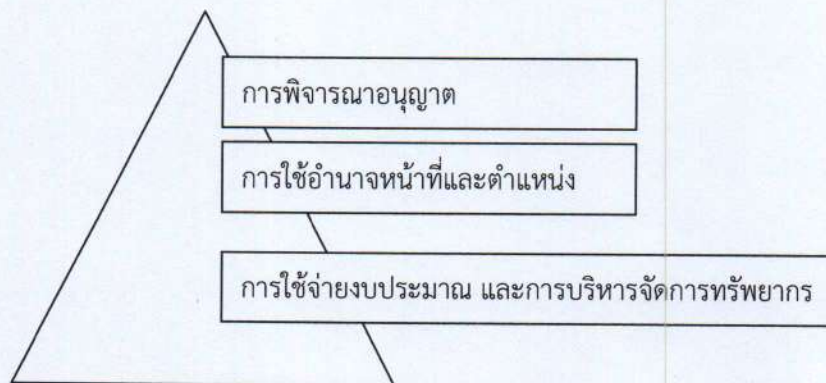 การพิจารณาอนุญาต
การใช้อำนาจหน้าที่และตำแหน่ง
การใช้จ่ายงบประมาณ และการบริหารจัดการทรัพยากร